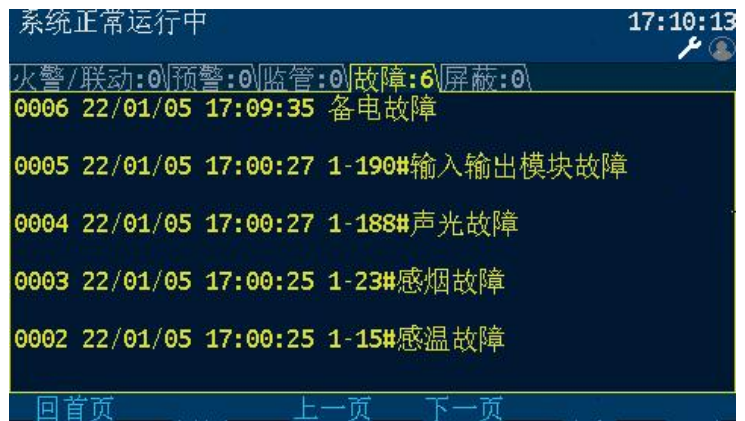 系统正常运行中 17:10:13
火警/联动:0\预警:0\监管:0\故障:6\屏蔽:0\
0006 22/01/05 17:09:35 备电故障
0005 22/01/05 17:00:27 1-190#输入输出模块故障
0004 22/01/05 17:00:27 1-188#声光故障
0003 22/01/05 17:00:25 1-23#感烟故障
0002 22/01/05 17:00:25 1-15#感温故障
回首页 上一页 下一页